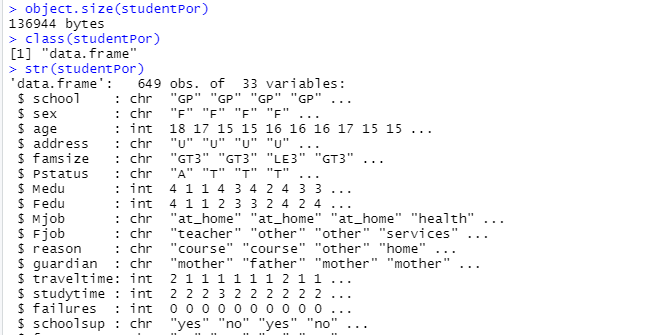 > object.size(studentPor)
136944 bytes
> class(studentPor)
[1] "data.frame"
> str(studentPor)
'data.frame':   649 obs. of  33 variables:
 $ school    : chr  "GP" "GP" "GP" "GP" ...
 $ sex       : chr  "F" "F" "F" "F" ...
 $ age       : int  18 17 15 15 16 16 16 17 15 15 ...
 $ address   : chr  "U" "U" "U" "U" ...
 $ famsize   : chr  "GT3" "GT3" "LE3" "GT3" ...
 $ Pstatus   : chr  "A" "T" "T" "T" ...
 $ Medu      : int  4 1 1 4 3 4 2 4 3 3 ...
 $ Fedu      : int  4 1 1 2 3 3 2 4 2 4 ...
 $ Mjob      : chr  "at_home" "at_home" "at_home" "health" ...
 $ Fjob      : chr  "teacher" "other" "other" "services" ...
 $ reason    : chr  "course" "course" "other" "home" ...
 $ guardian  : chr  "mother" "father" "mother" "mother" ...
 $ traveltime: int  2 1 1 1 1 1 1 2 1 1 ...
 $ studytime : int  2 2 2 3 2 2 2 2 2 2 ...
 $ failures  : int  0 0 0 0 0 0 0 0 0 0 ...
 $ schoolsup : chr  "yes" "no" "yes" "no" ...